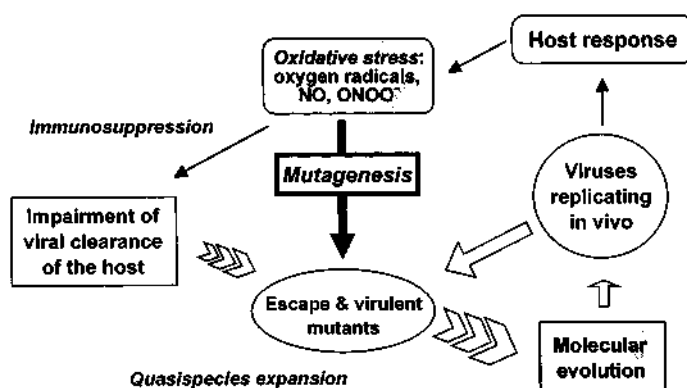 Host response
Oxidative stress:
oxygen radicals,
NO, ONOO⁻
Immunosuppression
Mutagenesis
Viruses
replicating
in vivo
Impairment of
viral clearance
of the host
Escape & virulent
mutants
Molecular
evolution
Quasispecies expansion